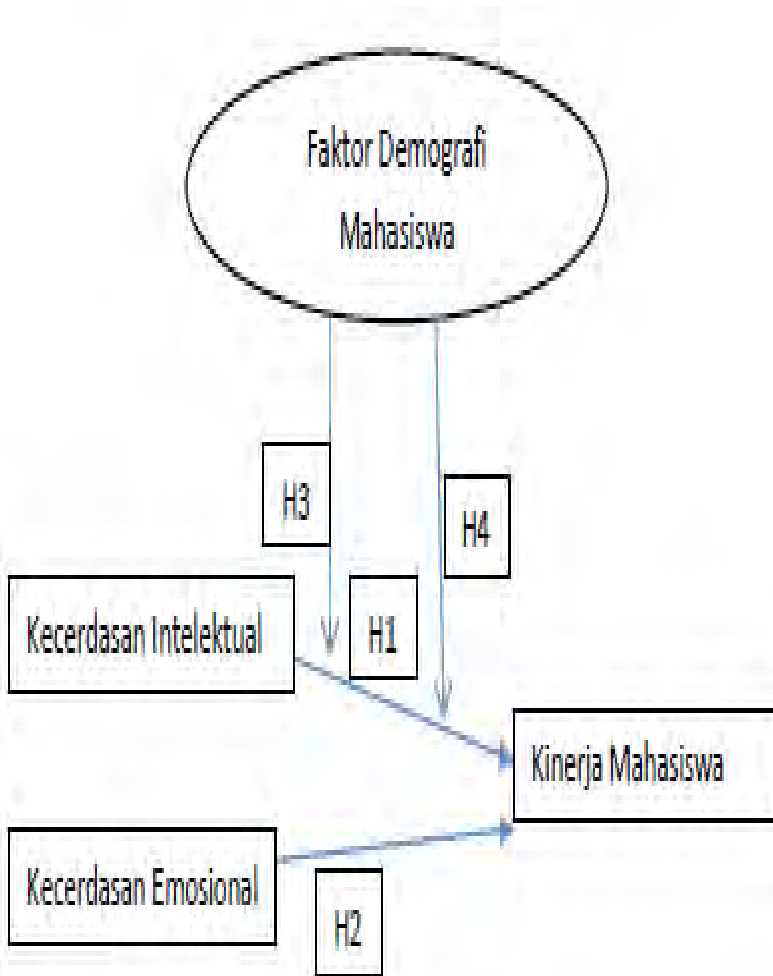 Faktor Demografi
Mahasiswa
H3
H4
Kecerdasan Intelektual
H1
Kinerja Mahasiswa
Kecerdasan Emosional
H2